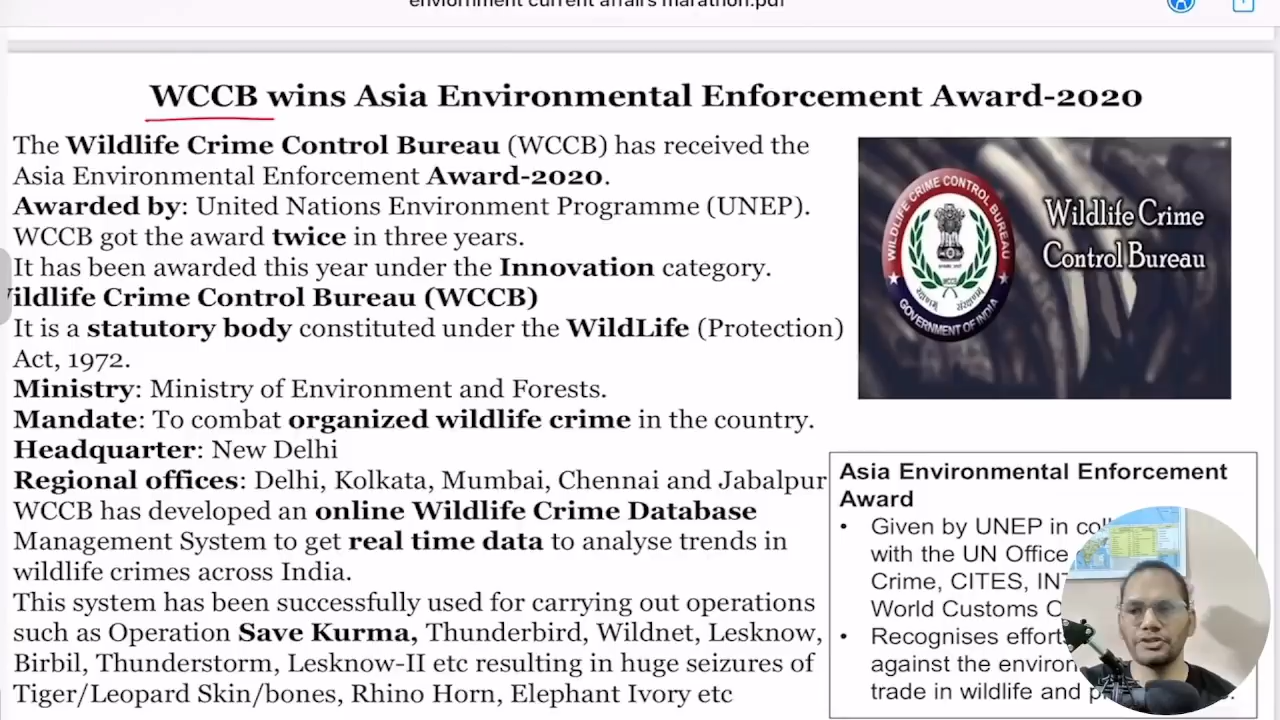 enviornment current affairs marathon.pdf
WCCB wins Asia Environmental Enforcement Award-2020
The Wildlife Crime Control Bureau (WCCB) has received the
Asia Environmental Enforcement Award-2020.
Awarded by: United Nations Environment Programme (UNEP).
WCCB got the award twice in three years.
It has been awarded this year under the Innovation category.
Wildlife Crime Control Bureau (WCCB)
It is a statutory body constituted under the WildLife (Protection)
Act, 1972.
Ministry: Ministry of Environment and Forests.
Mandate: To combat organized wildlife crime in the country.
Headquarter: New Delhi
Regional offices: Delhi, Kolkata, Mumbai, Chennai and Jabalpur
WCCB has developed an online Wildlife Crime Database
Management System to get real time data to analyse trends in
wildlife crimes across India.
This system has been successfully used for carrying out operations
such as Operation Save Kurma, Thunderbird, Wildnet, Lesknow,
Birbil, Thunderstorm, Lesknow-II etc resulting in huge seizures of
Tiger/Leopard Skin/bones, Rhino Horn, Elephant Ivory etc
WILDLIFE CRIME CONTROL BUREAU
WCCB
GOVERNMENT OF INDIA
Wildlife Crime
Control Bureau
Asia Environmental Enforcement
Award
• Given by UNEP in
with the UN Office
Crime, CITES,
World Customs
• Recognises
against the
trade in wildlife and